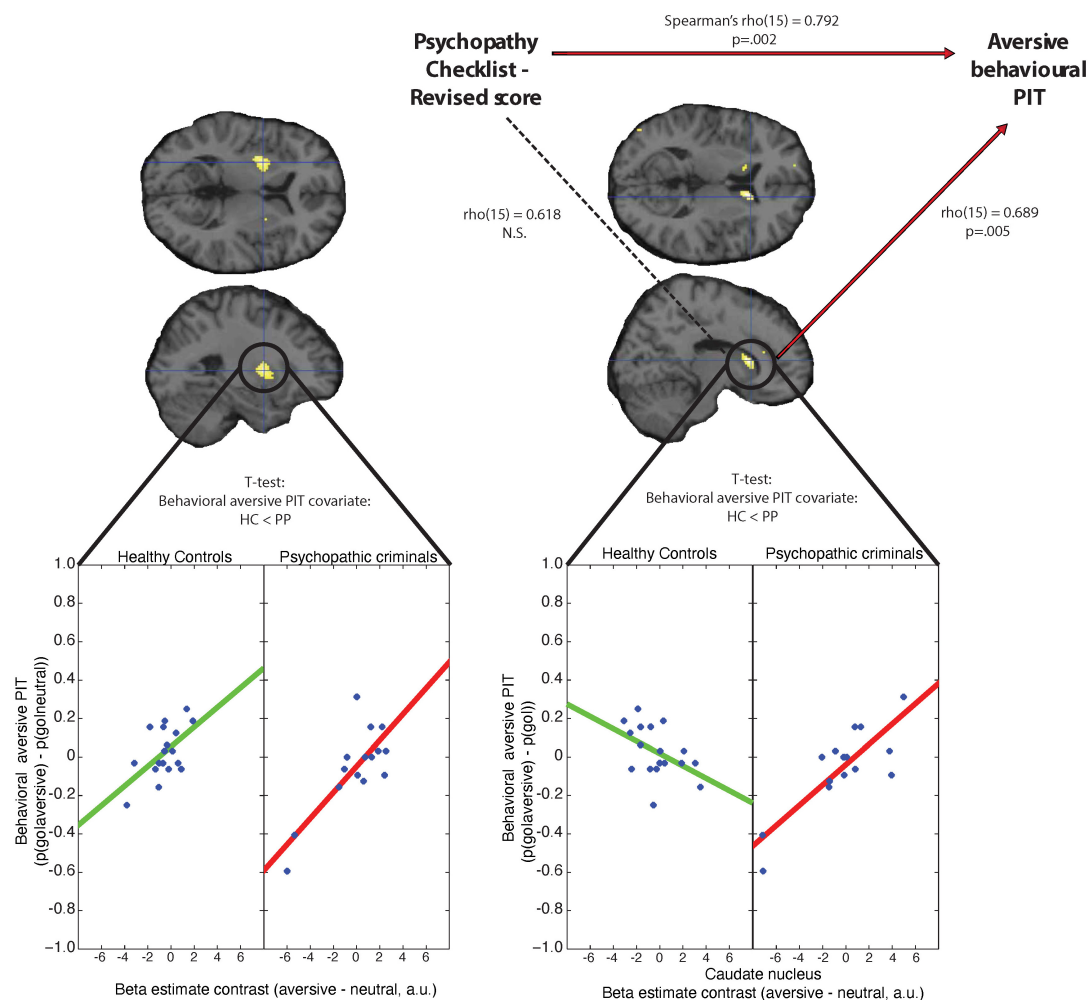 Spearman's rho(15) = 0.792
p=.002
Psychopathy
Checklist -
Revised score
Aversive
behavioural
PIT
rho(15) = 0.618
N.S.
rho(15) = 0.689
p=.005
T-test:
Behavioral aversive PIT covariate:
HC < PP
T-test:
Behavioral aversive PIT covariate:
HC < PP
Healthy Controls
Psychopathic criminals
1.0
0.8
0.6
0.4
0.2
0
-0.2
-0.4
-0.6
-0.8
-1.0
Behavioral aversive PIT
(p(go|aversive) - p(go|neutral))
-6 -4 -2 0 2 4 6
-6 -4 -2 0 2 4 6
Beta estimate contrast (aversive - neutral, a.u.)
Healthy Controls
Psychopathic criminals
1.0
0.8
0.6
0.4
0.2
0
-0.2
-0.4
-0.6
-0.8
-1.0
Behavioral aversive PIT
(p(go|aversive) - p(go|))
-6 -4 -2 0 2 4 6
-6 -4 -2 0 2 4 6
Caudate nucleus
Beta estimate contrast (aversive - neutral, a.u.)